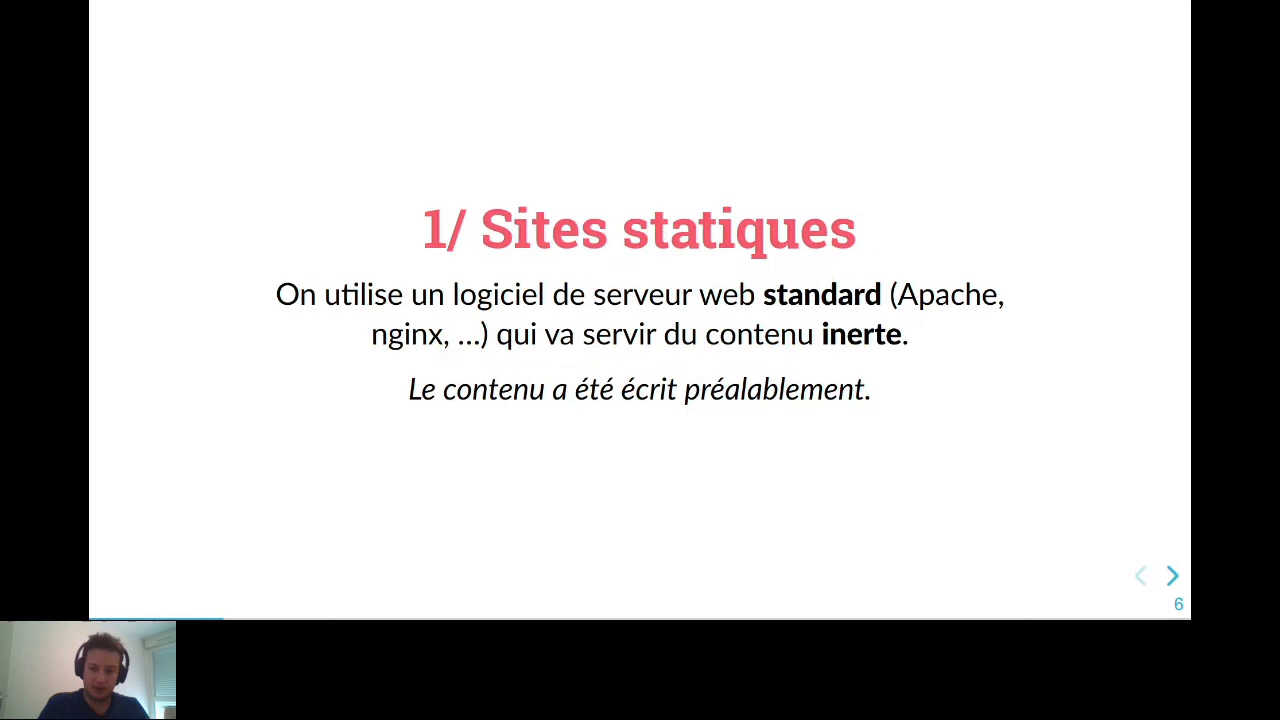 1/ Sites statiques
On utilise un logiciel de serveur web standard (Apache,
nginx, ...) qui va servir du contenu inerte.
Le contenu a été écrit préalablement.
6